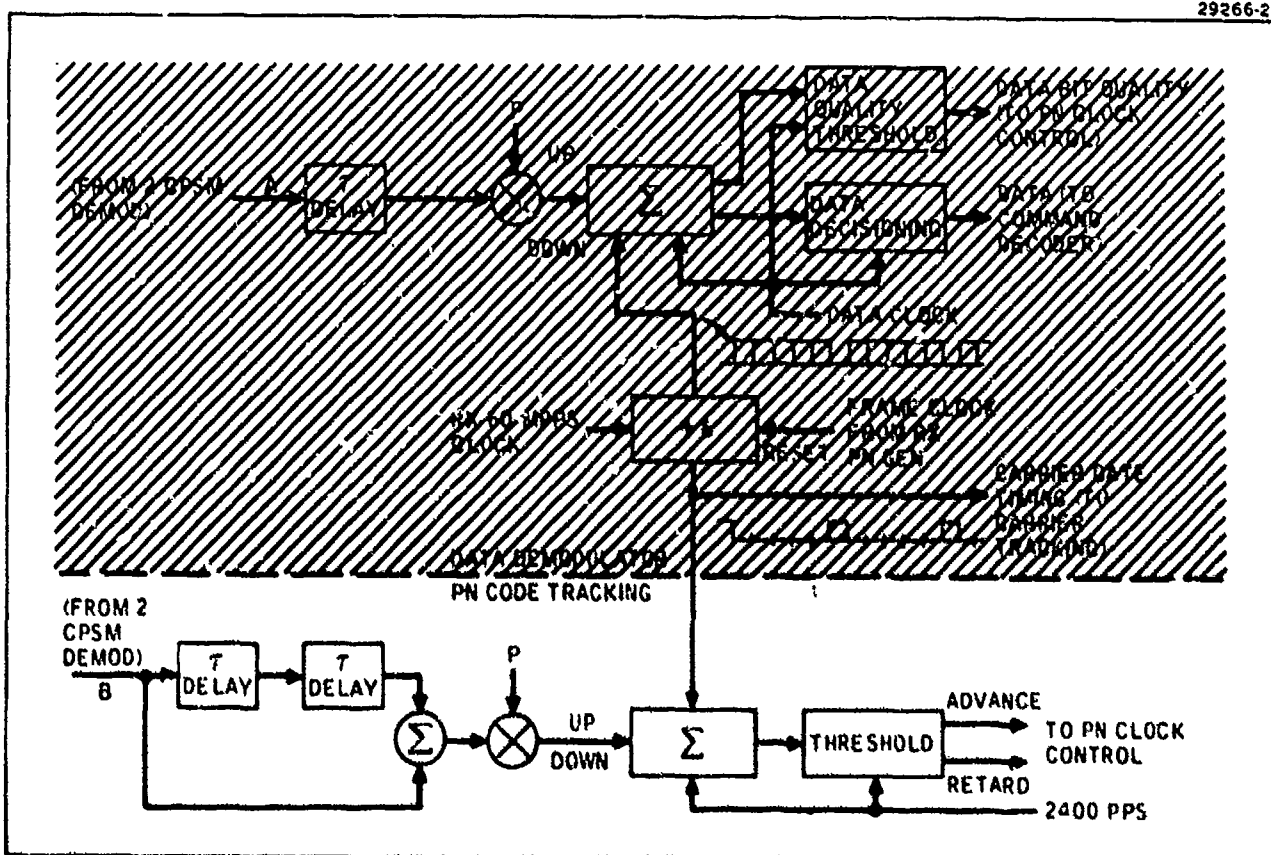 29266-2
DATA
QUALITY
THRESHOLD
DATA BIT QUALITY
(TO PN CLOCK
CONTROL)
P
UP
(FROM 2 CPSM
DEMOD)
A
τ
DELAY
Σ
DOWN
DATA
DECISIONING
DATA (TO
COMMAND
DECODER)
DATA CLOCK
CLOCK
RESET
FRAME CLOCK
FROM
PN GEN
CARRIER GATE
TIMING (TO
CARRIER
TRACKING)
DATA DEMODULATOR
PN CODE TRACKING
(FROM 2
CPSM
DEMOD)
B
τ
DELAY
τ
DELAY
Σ
P
UP
DOWN
Σ
THRESHOLD
ADVANCE
RETARD
TO PN CLOCK
CONTROL
2400 PPS